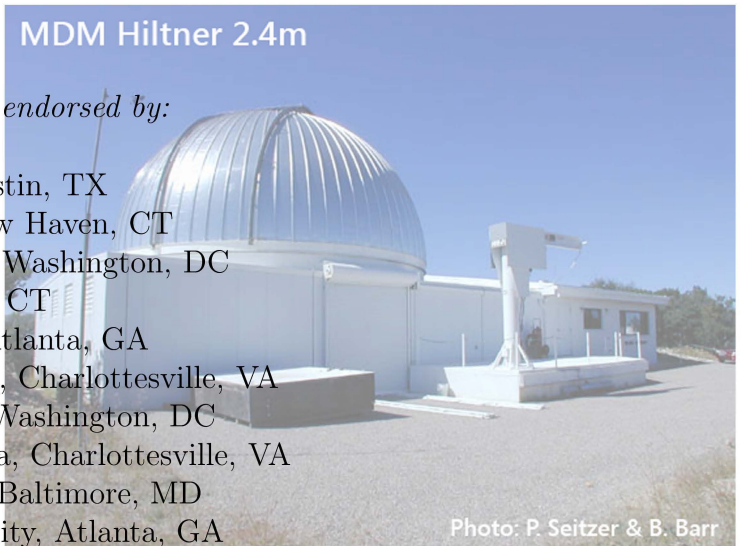 MDM Hiltner 2.4m
endorsed by:
stin, TX
w Haven, CT
Washington, DC
CT
tlanta, GA
, Charlottesville, VA
Washington, DC
a, Charlottesville, VA
Baltimore, MD
ity, Atlanta, GA
Photo: P. Seitzer & B. Barr